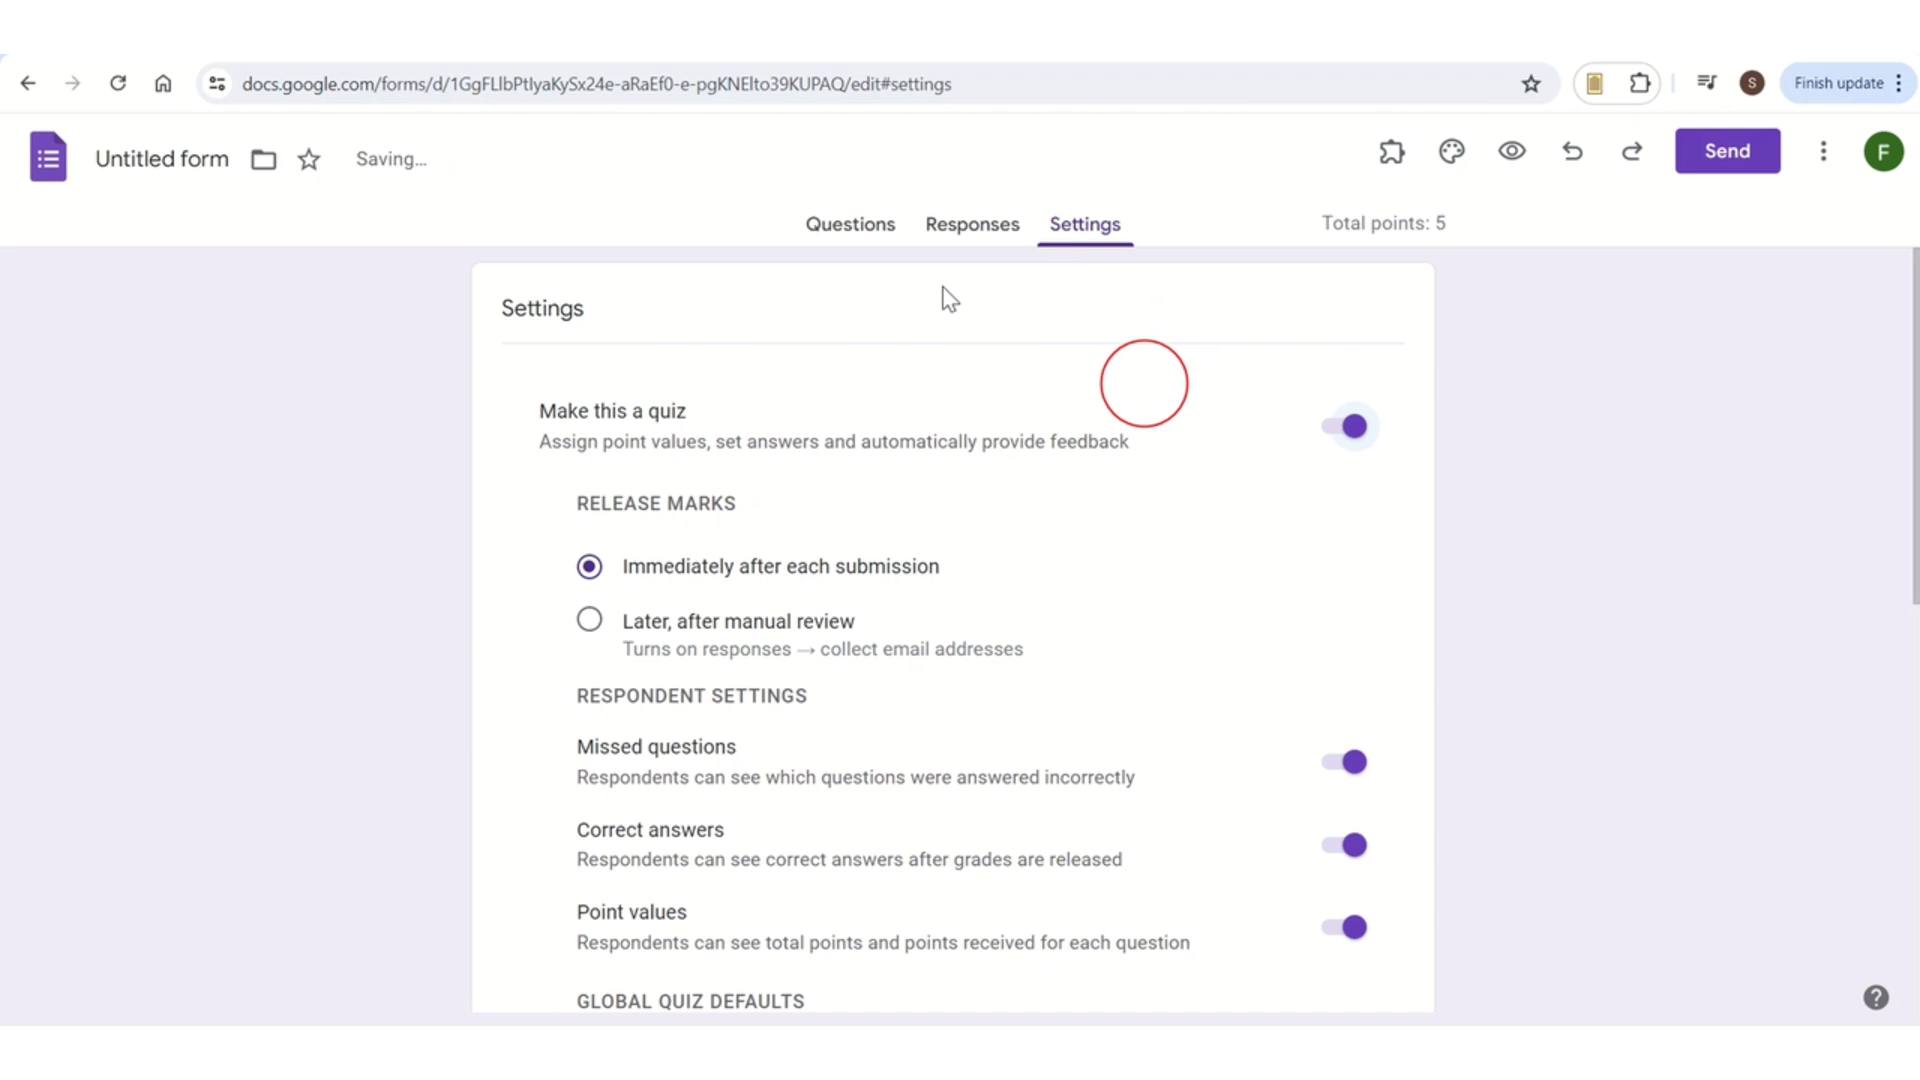 docs.google.com/forms/d/1GgFLlbPtIyaKySx24e-aRaEf0-e-pgKNElto39KUPAQ/edit#settings
S
Finish update
Untitled form
Saving...
Send
F
Questions
Responses
Settings
Total points: 5
Settings
Make this a quiz
Assign point values, set answers and automatically provide feedback
RELEASE MARKS
Immediately after each submission
Later, after manual review
Turns on responses → collect email addresses
RESPONDENT SETTINGS
Missed questions
Respondents can see which questions were answered incorrectly
Correct answers
Respondents can see correct answers after grades are released
Point values
Respondents can see total points and points received for each question
GLOBAL QUIZ DEFAULTS